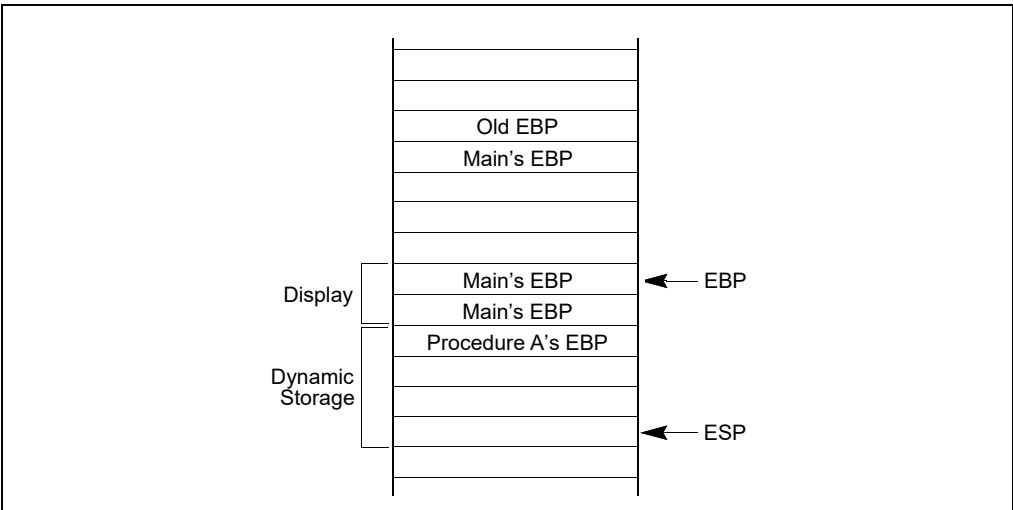 Old EBP
Main’s EBP
Main’s EBP
EBP
Display
Main’s EBP
Procedure A’s EBP
Dynamic
Storage
ESP